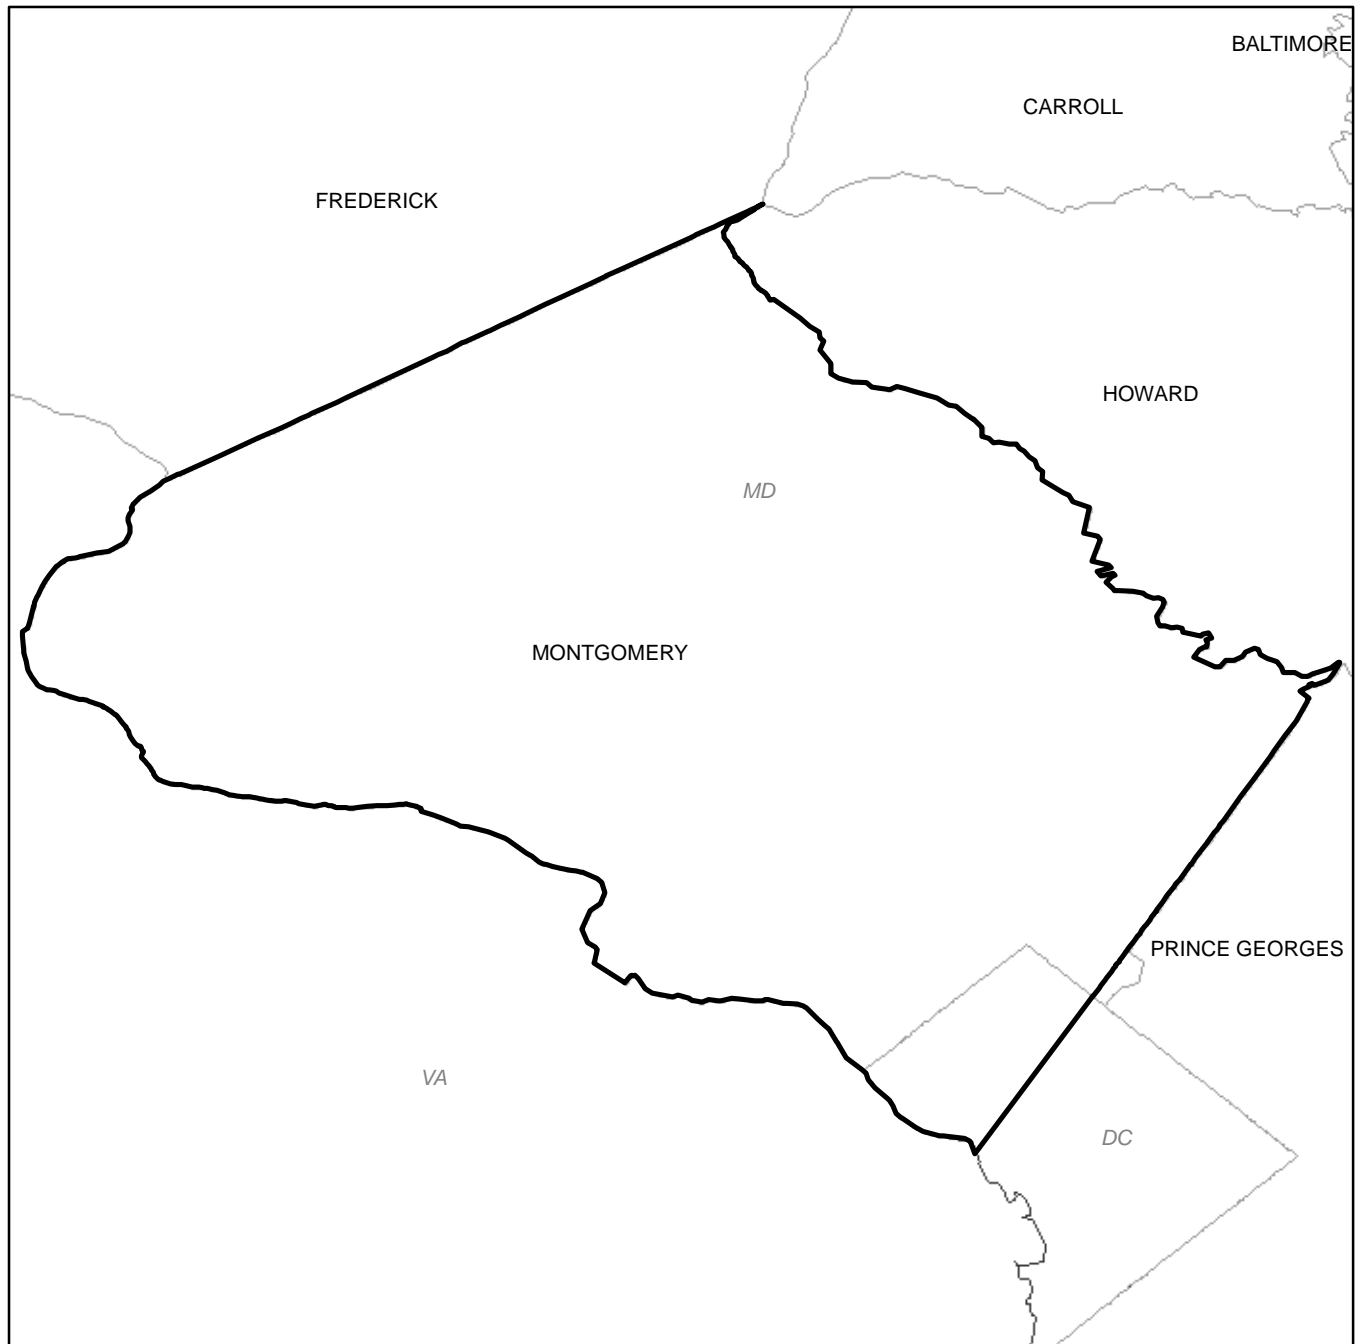 BALTIMORE
CARROLL
FREDERICK
HOWARD
MD
MONTGOMERY
PRINCE GEORGES
VA
DC